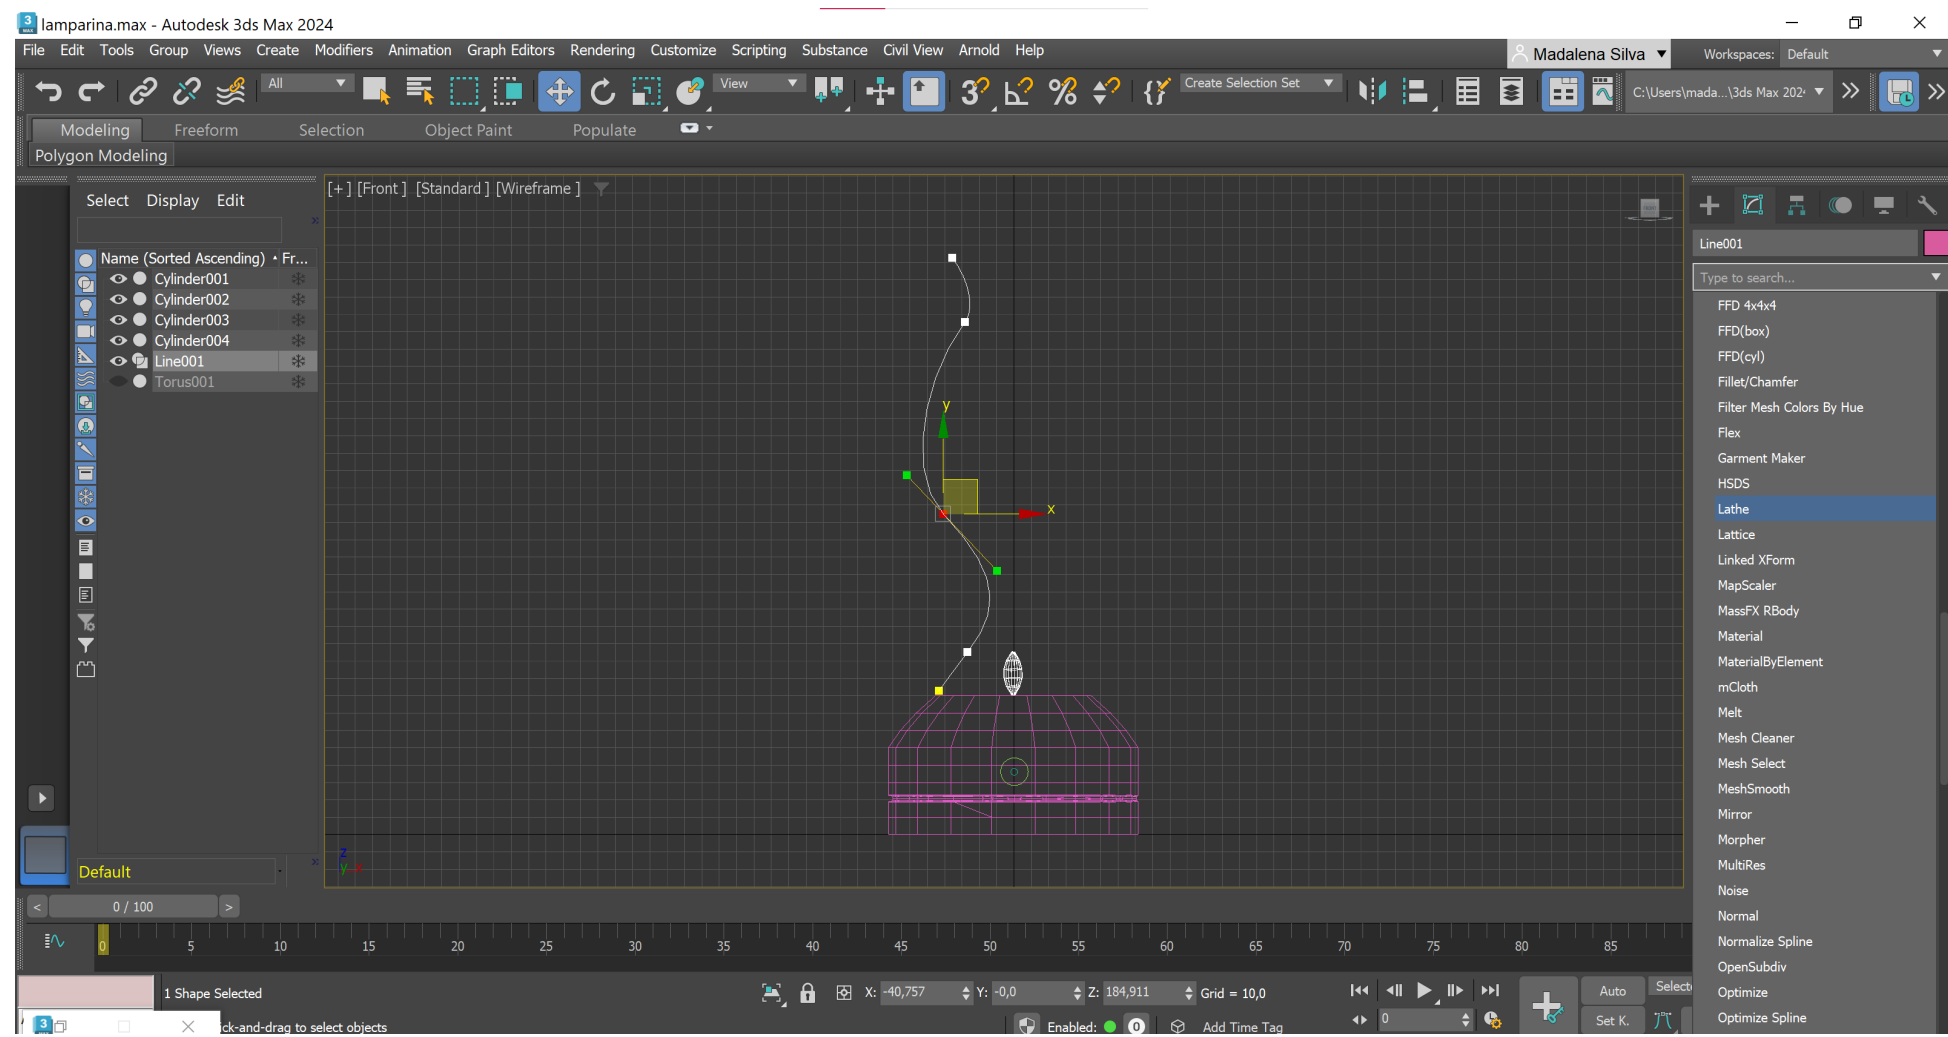 lamparina.max - Autodesk 3ds Max 2024
File Edit Tools Group Views Create Modifiers Animation Graph Editors Rendering Customize Scripting Substance Civil View Arnold Help
Madalena Silva
Workspaces: Default
All
View
Create Selection Set
C:\Users\mada...\3ds Max 202
Modeling Freeform Selection Object Paint Populate
Polygon Modeling
Select Display Edit
[+] [Front] [Standard] [Wireframe]
Name (Sorted Ascending) Fr...
Cylinder001
Cylinder002
Cylinder003
Cylinder004
Line001
Torus001
y
x
z
y x
Default
Line001
Type to search...
FFD 4x4x4
FFD(box)
FFD(cyl)
Fillet/Chamfer
Filter Mesh Colors By Hue
Flex
Garment Maker
HSDS
Lathe
Lattice
Linked XForm
MapScaler
MassFX RBody
Material
MaterialByElement
mCloth
Melt
Mesh Cleaner
Mesh Select
MeshSmooth
Mirror
Morpher
MultiRes
Noise
Normal
Normalize Spline
OpenSubdiv
Optimize
Optimize Spline
< 0 / 100 >
0 5 10 15 20 25 30 35 40 45 50 55 60 65 70 75 80 85
1 Shape Selected
X: -40,757 Y: -0,0 Z: 184,911 Grid = 10,0
Auto
Selecte
ick-and-drag to select objects
Enabled: 0
Add Time Tag
0
Set K.